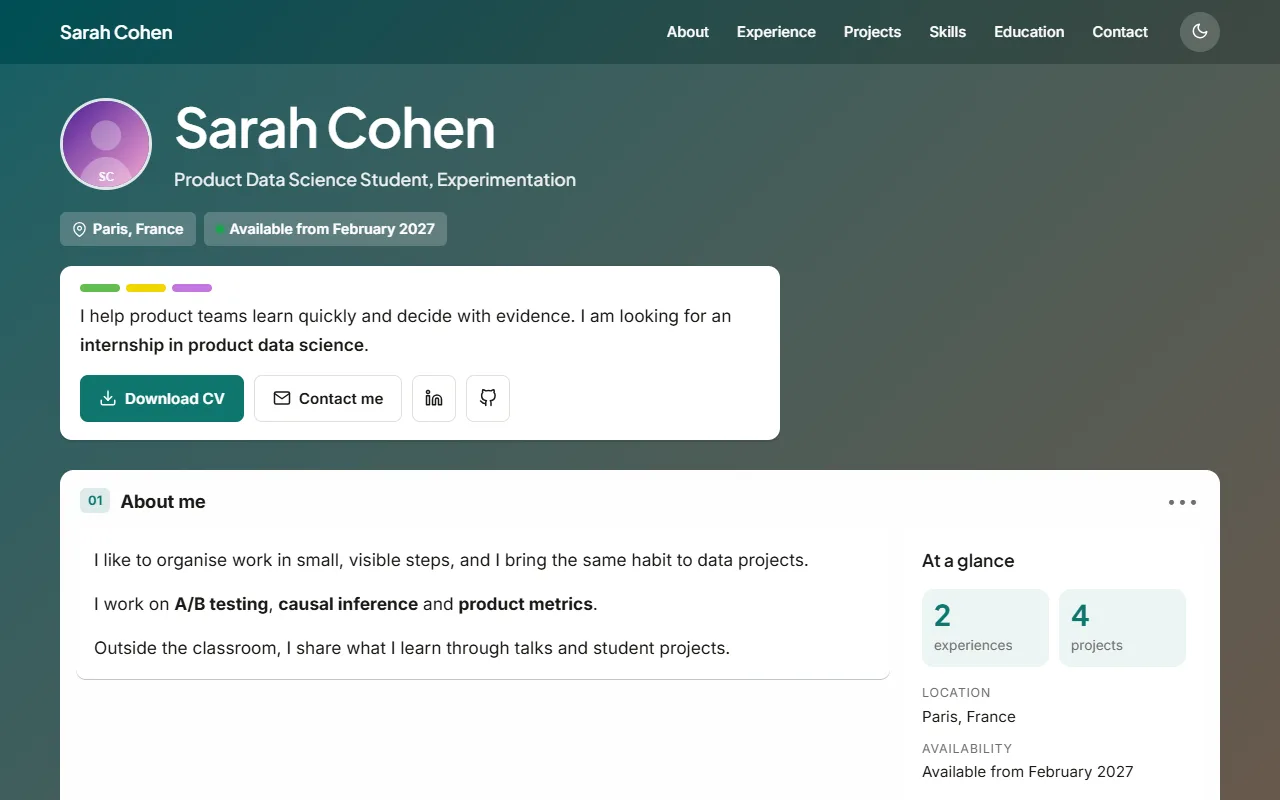 Sarah Cohen
About
Experience
Projects
Skills
Education
Contact
SC
Sarah Cohen
Product Data Science Student, Experimentation
Paris, France
Available from February 2027
I help product teams learn quickly and decide with evidence. I am looking for an
internship in product data science.
Download CV
Contact me
01
About me
I like to organise work in small, visible steps, and I bring the same habit to data projects.
I work on A/B testing, causal inference and product metrics.
Outside the classroom, I share what I learn through talks and student projects.
At a glance
2
experiences
4
projects
LOCATION
Paris, France
AVAILABILITY
Available from February 2027